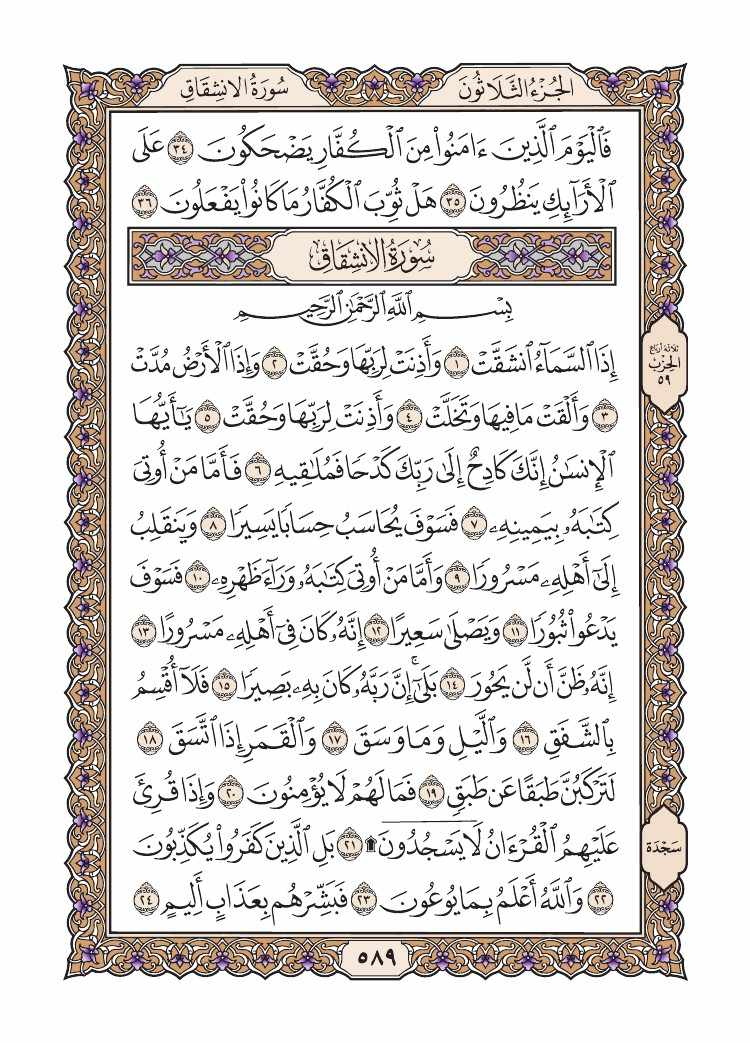 سُورَةُ الانشِقَاقِ
الجُزْءُ الثَّلَاثُونَ
فَٱلْيَوْمَ ٱلَّذِينَ ءَامَنُوا۟ مِنَ ٱلْكُفَّارِ يَضْحَكُونَ ٣٤ عَلَى
ٱلْأَرَآئِكِ يَنظُرُونَ ٣٥ هَلْ ثُوِّبَ ٱلْكُفَّارُ مَا كَانُوا۟ يَفْعَلُونَ ٣٦
سُورَةُ الانشِقَاقِ
بِسْمِ ٱللَّهِ ٱلرَّحْمَٰنِ ٱلرَّحِيمِ
إِذَا ٱلسَّمَآءُ ٱنشَقَّتْ ١ وَأَذِنَتْ لِرَبِّهَا وَحُقَّتْ ٢ وَإِذَا ٱلْأَرْضُ مُدَّتْ
٣ وَأَلْقَتْ مَا فِيهَا وَتَخَلَّتْ ٤ وَأَذِنَتْ لِرَبِّهَا وَحُقَّتْ ٥ يَٰٓأَيُّهَا
ٱلْإِنسَٰنُ إِنَّكَ كَادِحٌ إِلَىٰ رَبِّكَ كَدْحًا فَمُلَٰقِيهِ ٦ فَأَمَّا مَنْ أُوتِىَ
كِتَٰبَهُۥ بِيَمِينِهِۦ ٧ فَسَوْفَ يُحَاسَبُ حِسَابًا يَسِيرًا ٨ وَيَنقَلِبُ
إِلَىٰٓ أَهْلِهِۦ مَسْرُورًا ٩ وَأَمَّا مَنْ أُوتِىَ كِتَٰبَهُۥ وَرَآءَ ظَهْرِهِۦ ١٠ فَسَوْفَ
يَدْعُوا۟ ثُبُورًا ١١ وَيَصْلَىٰ سَعِيرًا ١٢ إِنَّهُۥ كَانَ فِىٓ أَهْلِهِۦ مَسْرُورًا ١٣
إِنَّهُۥ ظَنَّ أَن لَّن يَحُورَ ١٤ بَلَىٰٓ إِنَّ رَبَّهُۥ كَانَ بِهِۦ بَصِيرًا ١٥ فَلَآ أُقْسِمُ
بِٱلشَّفَقِ ١٦ وَٱلَّيْلِ وَمَا وَسَقَ ١٧ وَٱلْقَمَرِ إِذَا ٱتَّسَقَ ١٨
لَتَرْكَبُنَّ طَبَقًا عَن طَبَقٍ ١٩ فَمَا لَهُمْ لَا يُؤْمِنُونَ ٢٠ وَإِذَا قُرِئَ
عَلَيْهِمُ ٱلْقُرْءَانُ لَا يَسْجُدُونَ ۩ ٢١ بَلِ ٱلَّذِينَ كَفَرُوا۟ يُكَذِّبُونَ
٢٢ وَٱللَّهُ أَعْلَمُ بِمَا يُوعُونَ ٢٣ فَبَشِّرْهُم بِعَذَابٍ أَلِيمٍ ٢٤
ثلاثة أرباع
الحزب
٥٩
سَجْدَة
٥٨٩